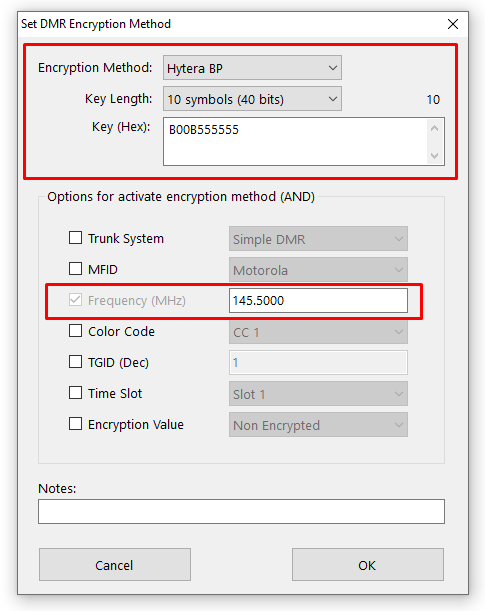 Set DMR Encryption Method
Encryption Method: Hytera BP
Key Length: 10 symbols (40 bits) 10
Key (Hex): B00B555555
Options for activate encryption method (AND)
Trunk System Simple DMR
MFID Motorola
Frequency (MHz) 145.5000
Color Code CC 1
TGID (Dec) 1
Time Slot Slot 1
Encryption Value Non Encrypted
Notes:
Cancel OK